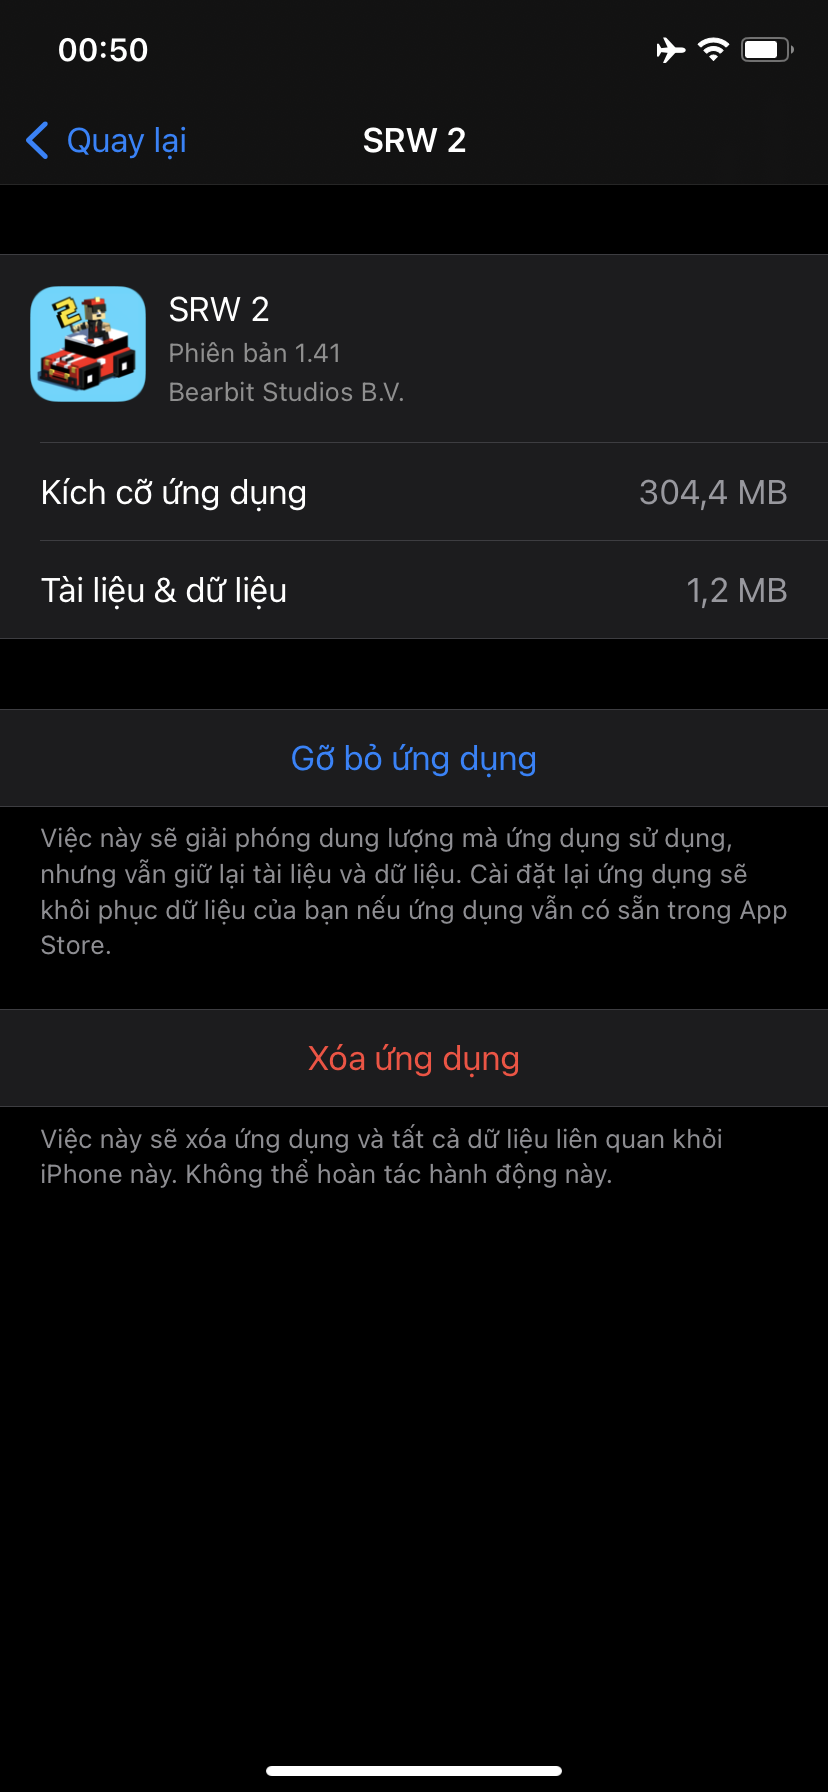 00:50
Quay lại
SRW 2
2
SRW 2
Phiên bản 1.41
Bearbit Studios B.V.
Kích cỡ ứng dụng
304,4 MB
Tài liệu & dữ liệu
1,2 MB
Gỡ bỏ ứng dụng
Việc này sẽ giải phóng dung lượng mà ứng dụng sử dụng,
nhưng vẫn giữ lại tài liệu và dữ liệu. Cài đặt lại ứng dụng sẽ
khôi phục dữ liệu của bạn nếu ứng dụng vẫn có sẵn trong App
Store.
Xóa ứng dụng
Việc này sẽ xóa ứng dụng và tất cả dữ liệu liên quan khỏi
iPhone này. Không thể hoàn tác hành động này.